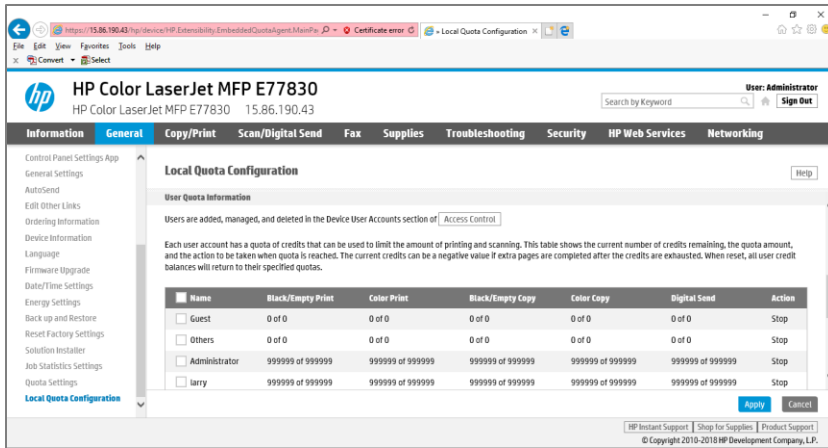 https://15.86.190.43/hp/device/HP.Extensibility.EmbeddedQuotaAgent.MainPa Certificate error Local Quota Configuration
File Edit View Favorites Tools Help
x Convert Select
hp
HP Color LaserJet MFP E77830
HP Color LaserJet MFP E77830 15.86.190.43
User: Administrator
Search by Keyword Sign Out
Information General Copy/Print Scan/Digital Send Fax Supplies Troubleshooting Security HP Web Services Networking
Control Panel Settings App
General Settings
AutoSend
Edit Other Links
Ordering Information
Device Information
Language
Firmware Upgrade
Date/Time Settings
Energy Settings
Back up and Restore
Reset Factory Settings
Solution Installer
Job Statistics Settings
Quota Settings
Local Quota Configuration
Local Quota Configuration Help
User Quota Information
Users are added, managed, and deleted in the Device User Accounts section of Access Control
Each user account has a quota of credits that can be used to limit the amount of printing and scanning. This table shows the current number of credits remaining, the quota amount,
and the action to be taken when quota is reached. The current credits can be a negative value if extra pages are completed after the credits are exhausted. When reset, all user credit
balances will return to their specified quotas.
Name Black/Empty Print Color Print Black/Empty Copy Color Copy Digital Send Action
Guest 0 of 0 0 of 0 0 of 0 0 of 0 0 of 0 Stop
Others 0 of 0 0 of 0 0 of 0 0 of 0 0 of 0 Stop
Administrator 999999 of 999999 999999 of 999999 999999 of 999999 999999 of 999999 999999 of 999999 Stop
larry 999999 of 999999 999999 of 999999 999999 of 999999 999999 of 999999 999999 of 999999 Stop
Apply Cancel
HP Instant Support Shop for Supplies Product Support
© Copyright 2010-2018 HP Development Company, L.P.